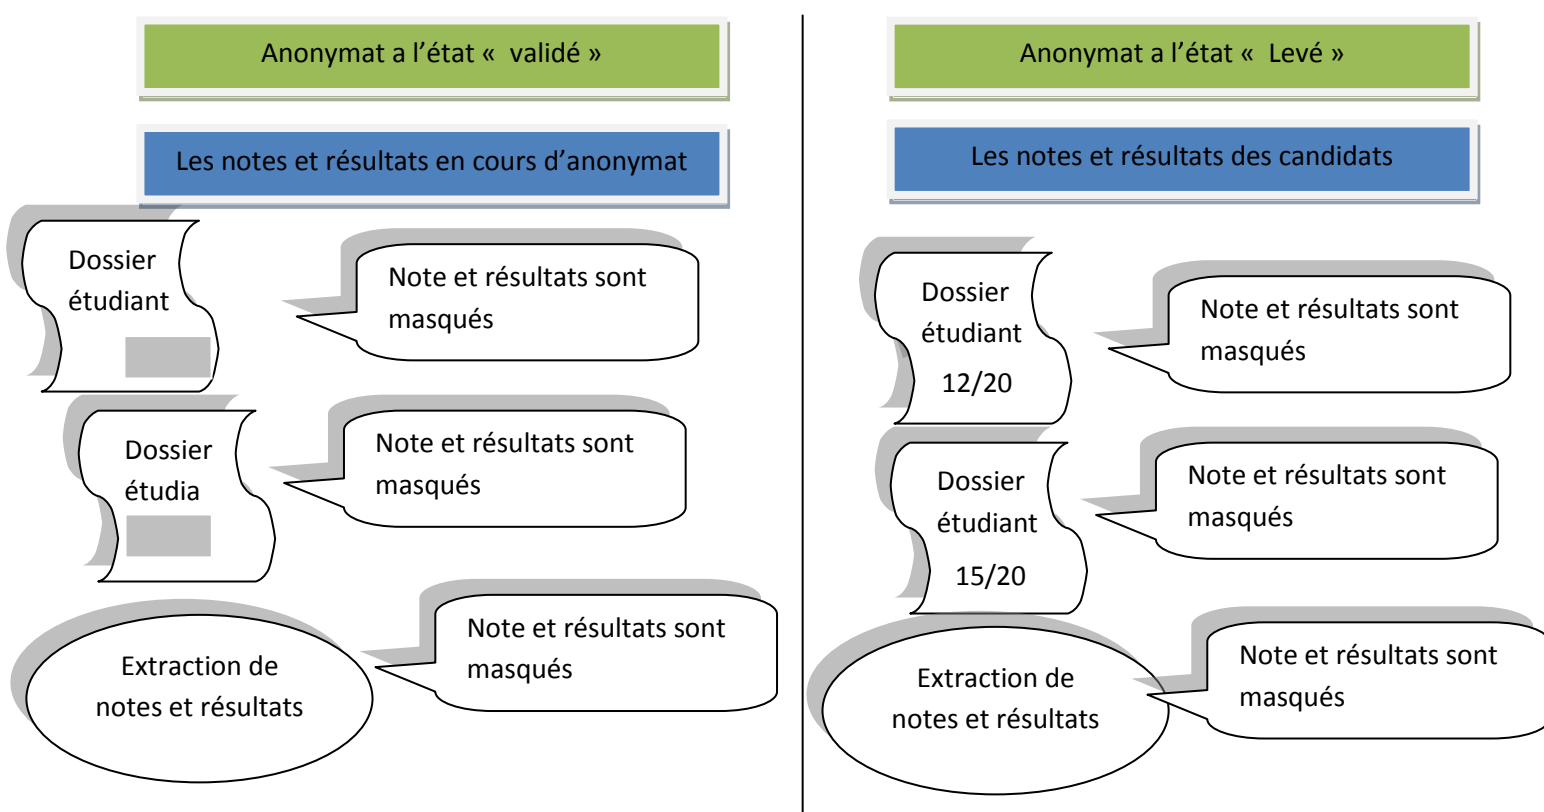 Anonymat a l’état «  validé »
Les notes et résultats en cours d’anonymat
Dossier
étudiant
Note et résultats sont
masqués
Dossier
étudia
Note et résultats sont
masqués
Extraction de
notes et résultats
Note et résultats sont
masqués
Anonymat a l’état «  Levé »
Les notes et résultats des candidats
Dossier
étudiant
12/20
Note et résultats sont
masqués
Dossier
étudiant
15/20
Note et résultats sont
masqués
Extraction de
notes et résultats
Note et résultats sont
masqués